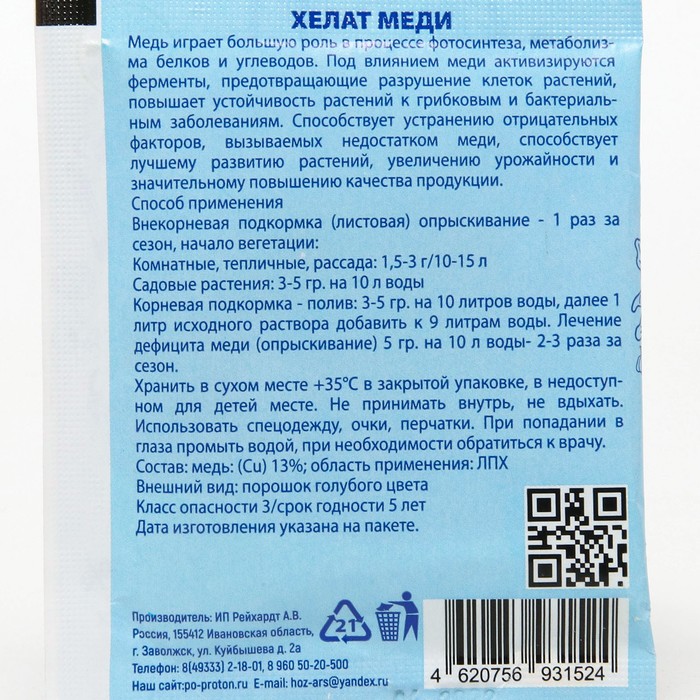 ХЕЛАТ МЕДИ
Медь играет большую роль в процессе фотосинтеза, метаболиз-
ма белков и углеводов. Под влиянием меди активизируются
ферменты, предотвращающие разрушение клеток растений,
повышает устойчивость растений к грибковым и бактериаль-
ным заболеваниям. Способствует устранению отрицательных
факторов, вызываемых недостатком меди, способствует
лучшему развитию растений, увеличению урожайности и
значительному повышению качества продукции.
Способ применения
Внекорневая подкормка (листовая) опрыскивание - 1 раз за
сезон, начало вегетации:
Комнатные, тепличные, рассада: 1,5-3 г/10-15 л
Садовые растения: 3-5 гр. на 10 л воды
Корневая подкормка - полив: 3-5 гр. на 10 литров воды, далее 1
литр исходного раствора добавить к 9 литрам воды. Лечение
дефицита меди (опрыскивание) 5 гр. на 10 л воды- 2-3 раза за
сезон.
Хранить в сухом месте +35°С в закрытой упаковке, в недоступ-
ном для детей месте. Не принимать внутрь, не вдыхать.
Использовать спецодежду, очки, перчатки. При попадании в
глаза промыть водой, при необходимости обратиться к врачу.
Состав: медь: (Cu) 13%; область применения: ЛПХ
Внешний вид: порошок голубого цвета
Класс опасности 3/срок годности 5 лет
Дата изготовления указана на пакете.
Производитель: ИП Рейхардт А.В.
Россия, 155412 Ивановская область,
г. Заволжск, ул. Куйбышева д. 2а
Телефон: 8(49333) 2-18-01, 8 960 50-20-500
Наш сайт:po-proton.ru E-mail: hoz-ars@yandex.ru
21
4 620756 931524